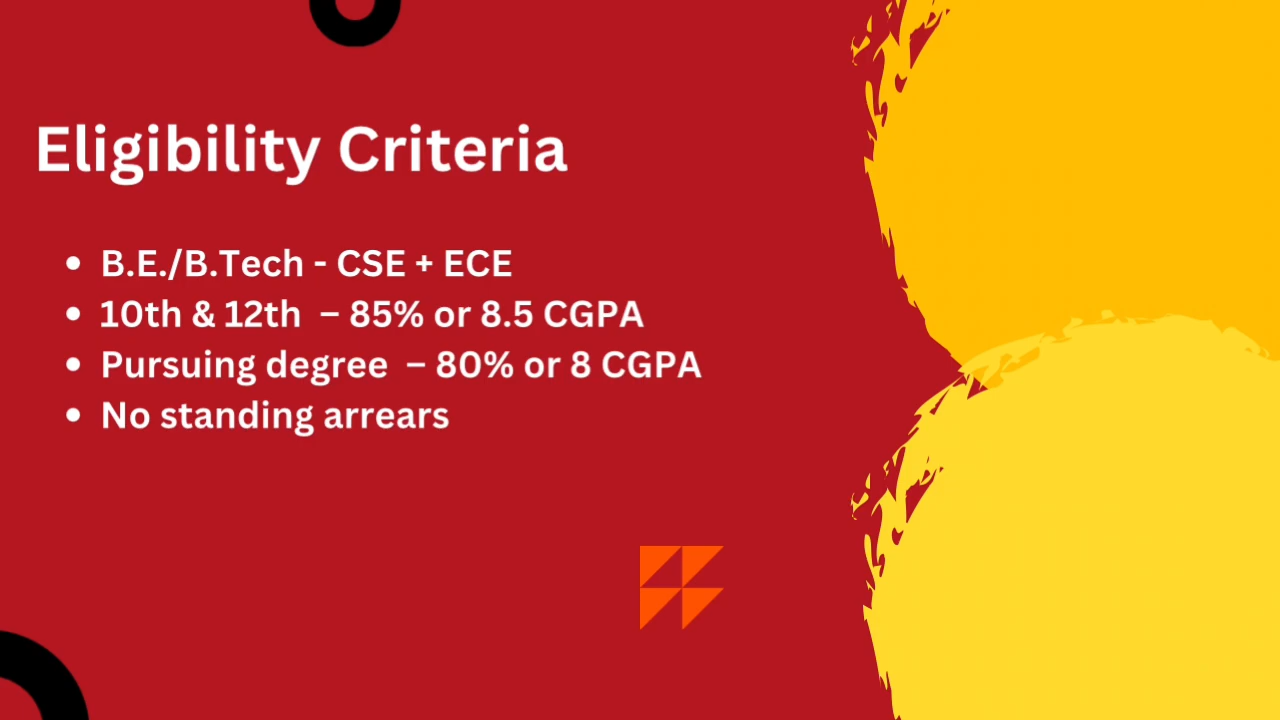 Eligibility Criteria
• B.E./B.Tech - CSE + ECE
• 10th & 12th – 85% or 8.5 CGPA
• Pursuing degree – 80% or 8 CGPA
• No standing arrears